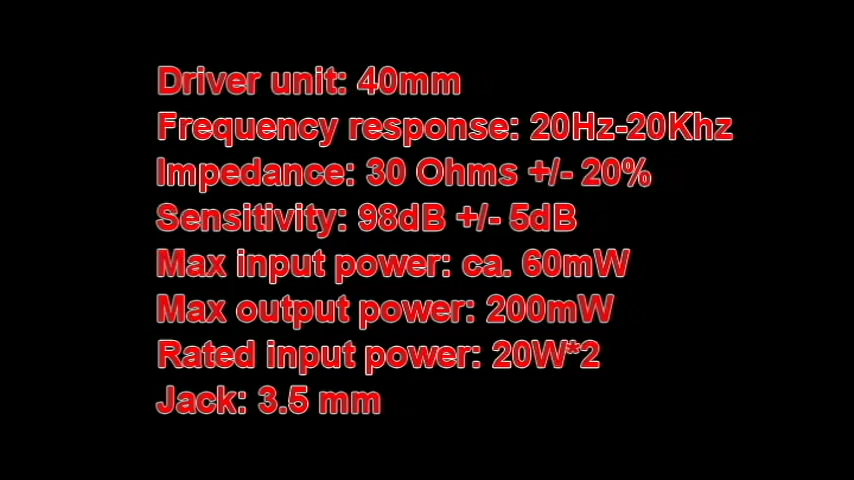 Driver unit: 40mm
Frequency response: 20Hz-20Khz
Impedance: 30 Ohms +/- 20%
Sensitivity: 98dB +/- 5dB
Max input power: ca. 60mW
Max output power: 200mW
Rated input power: 20W*2
Jack: 3.5 mm